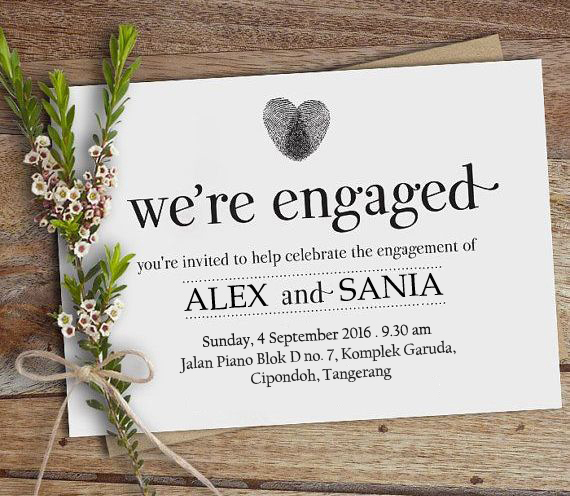 we're engaged
you're invited to help celebrate the engagement of
ALEX and SANIA
Sunday, 4 September 2016 . 9.30 am
Jalan Piano Blok D no. 7, Komplek Garuda,
Cipondoh, Tangerang